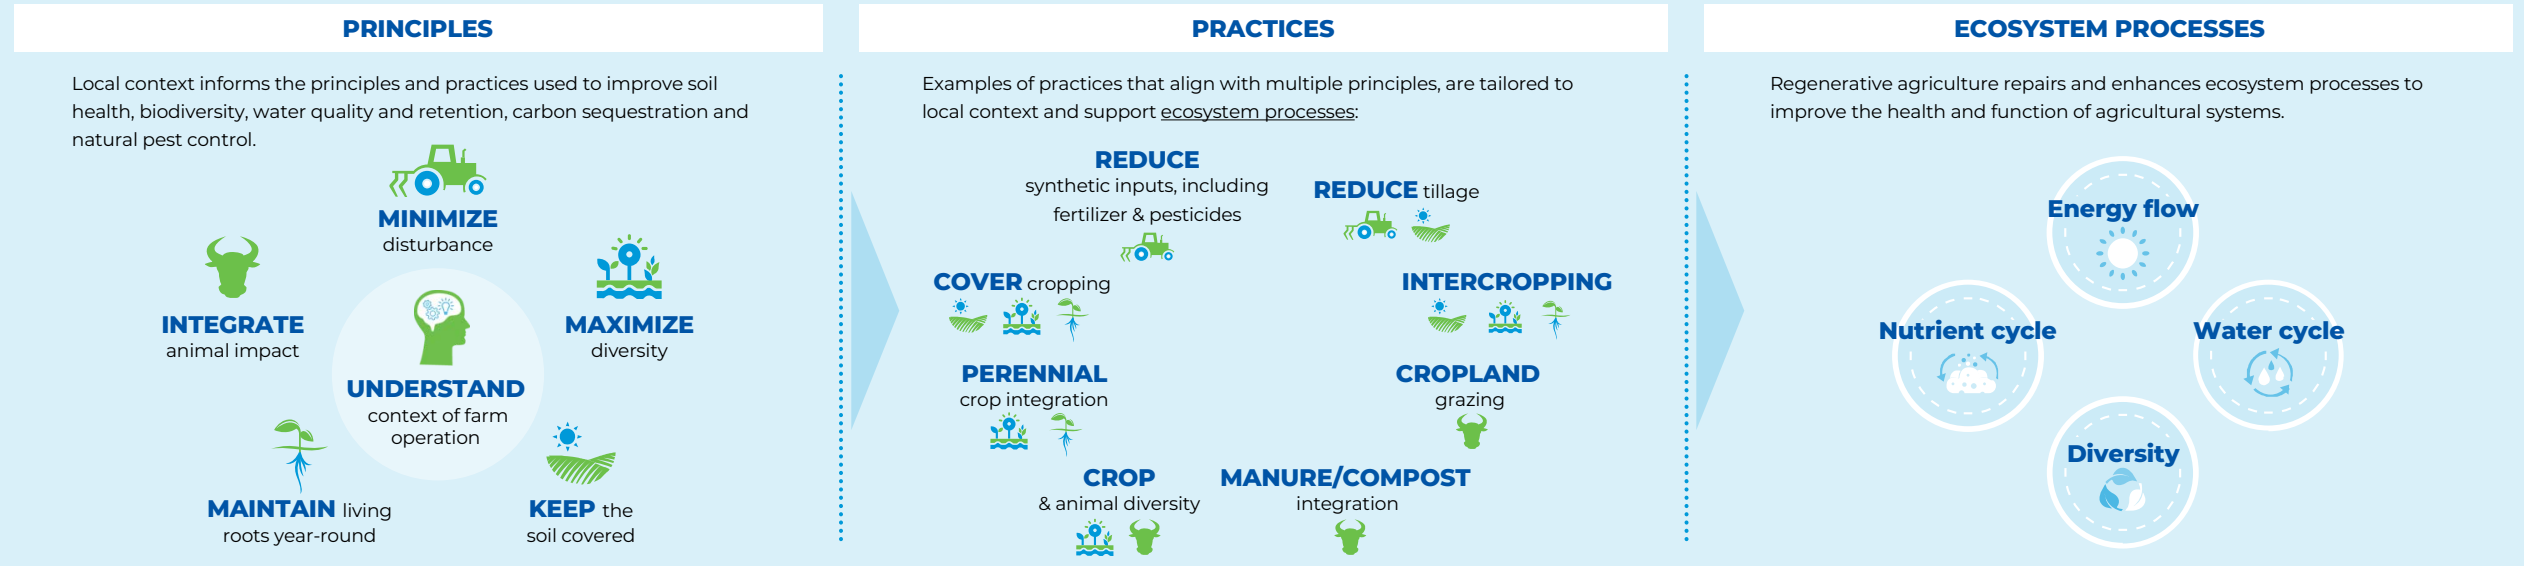 PRINCIPLES
Local context informs the principles and practices used to improve soil
health, biodiversity, water quality and retention, carbon sequestration and
natural pest control.
MINIMIZE
disturbance
INTEGRATE
animal impact
MAXIMIZE
diversity
UNDERSTAND
context of farm
operation
MAINTAIN living
roots year-round
KEEP the
soil covered
PRACTICES
Examples of practices that align with multiple principles, are tailored to
local context and support ecosystem processes:
REDUCE
synthetic inputs, including
fertilizer & pesticides
REDUCE tillage
COVER cropping
INTERCROPPING
PERENNIAL
crop integration
CROPLAND
grazing
CROP
& animal diversity
MANURE/COMPOST
integration
ECOSYSTEM PROCESSES
Regenerative agriculture repairs and enhances ecosystem processes to
improve the health and function of agricultural systems.
Energy flow
Nutrient cycle
Water cycle
Diversity